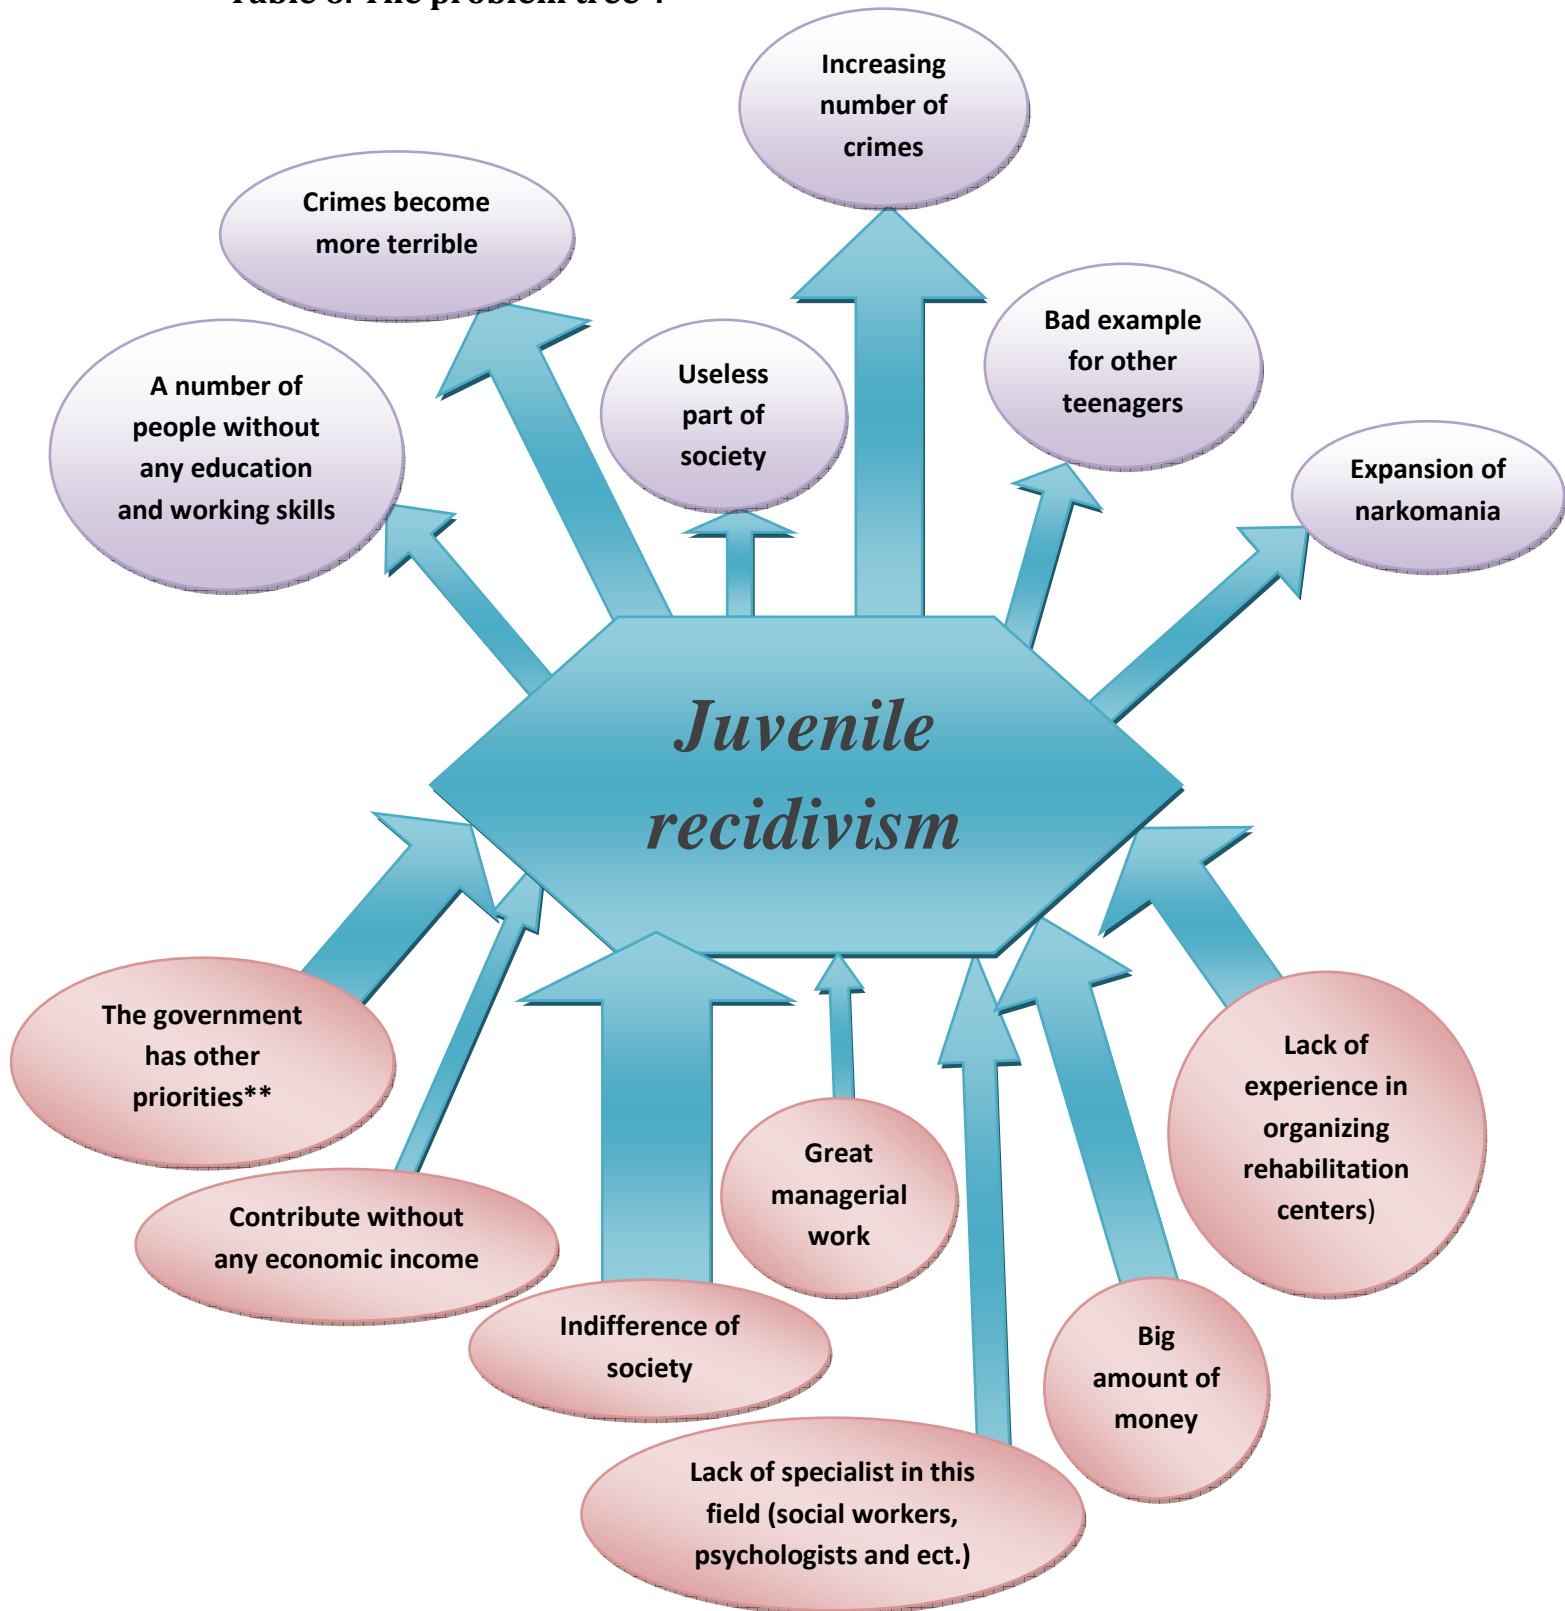 Increasing
number of
crimes
Crimes become
more terrible
Bad example
for other
teenagers
Useless
part of
society
A number of
people without
any education
and working skills
Expansion of
narkomania
Juvenile
recidivism
The government
has other
priorities**
Lack of
experience in
organizing
rehabilitation
centers)
Great
managerial
work
Contribute without
any economic income
Indifference of
society
Big
amount of
money
Lack of specialist in this
field (social workers,
psychologists and ect.)